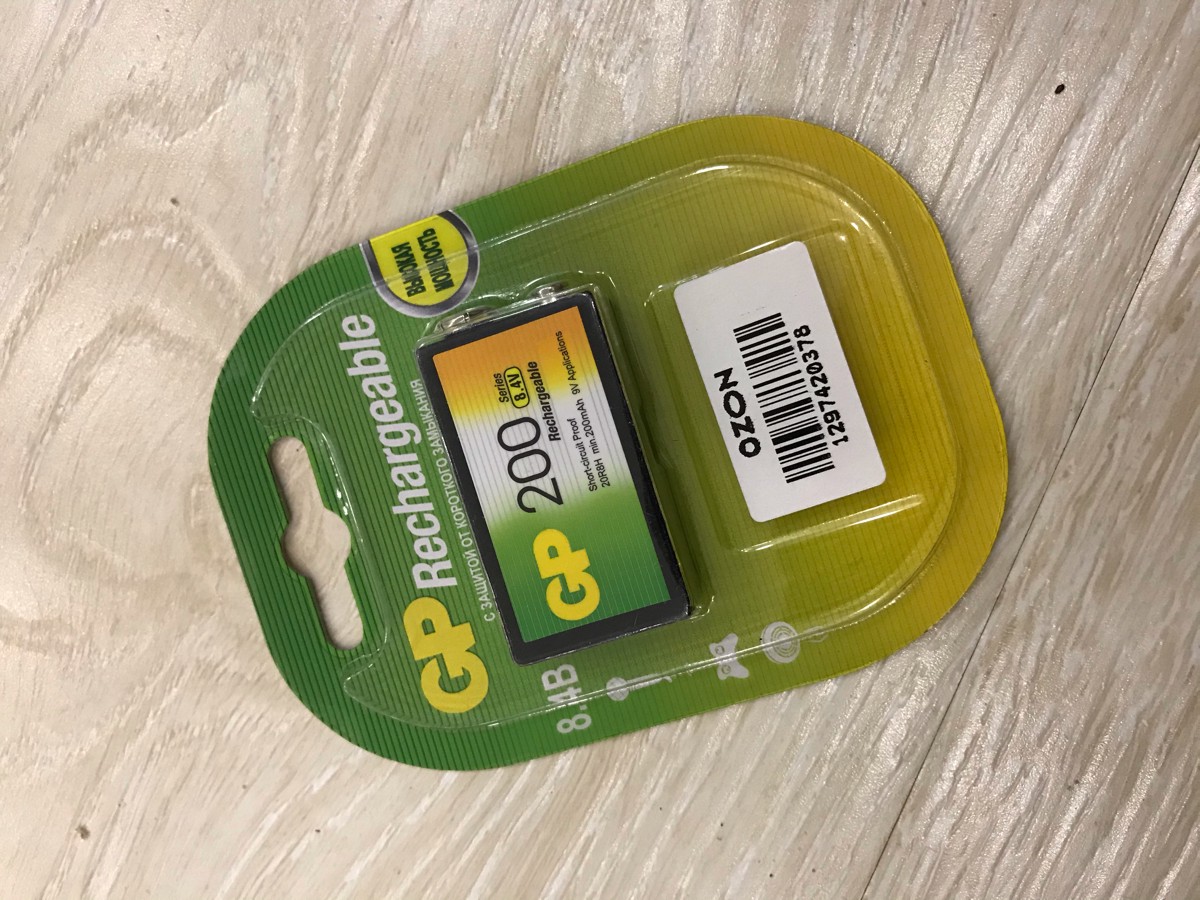 ВЫСОКАЯ
МОЩНОСТЬ
GP Rechargeable
С ЗАЩИТОЙ ОТ КОРОТКОГО ЗАМЫКАНИЯ
GP 200 Series
8.4V
Rechargeable
Short-circuit Proof
20R8H min.200mAh 9V Applications
8.4В
OZON
1297420378